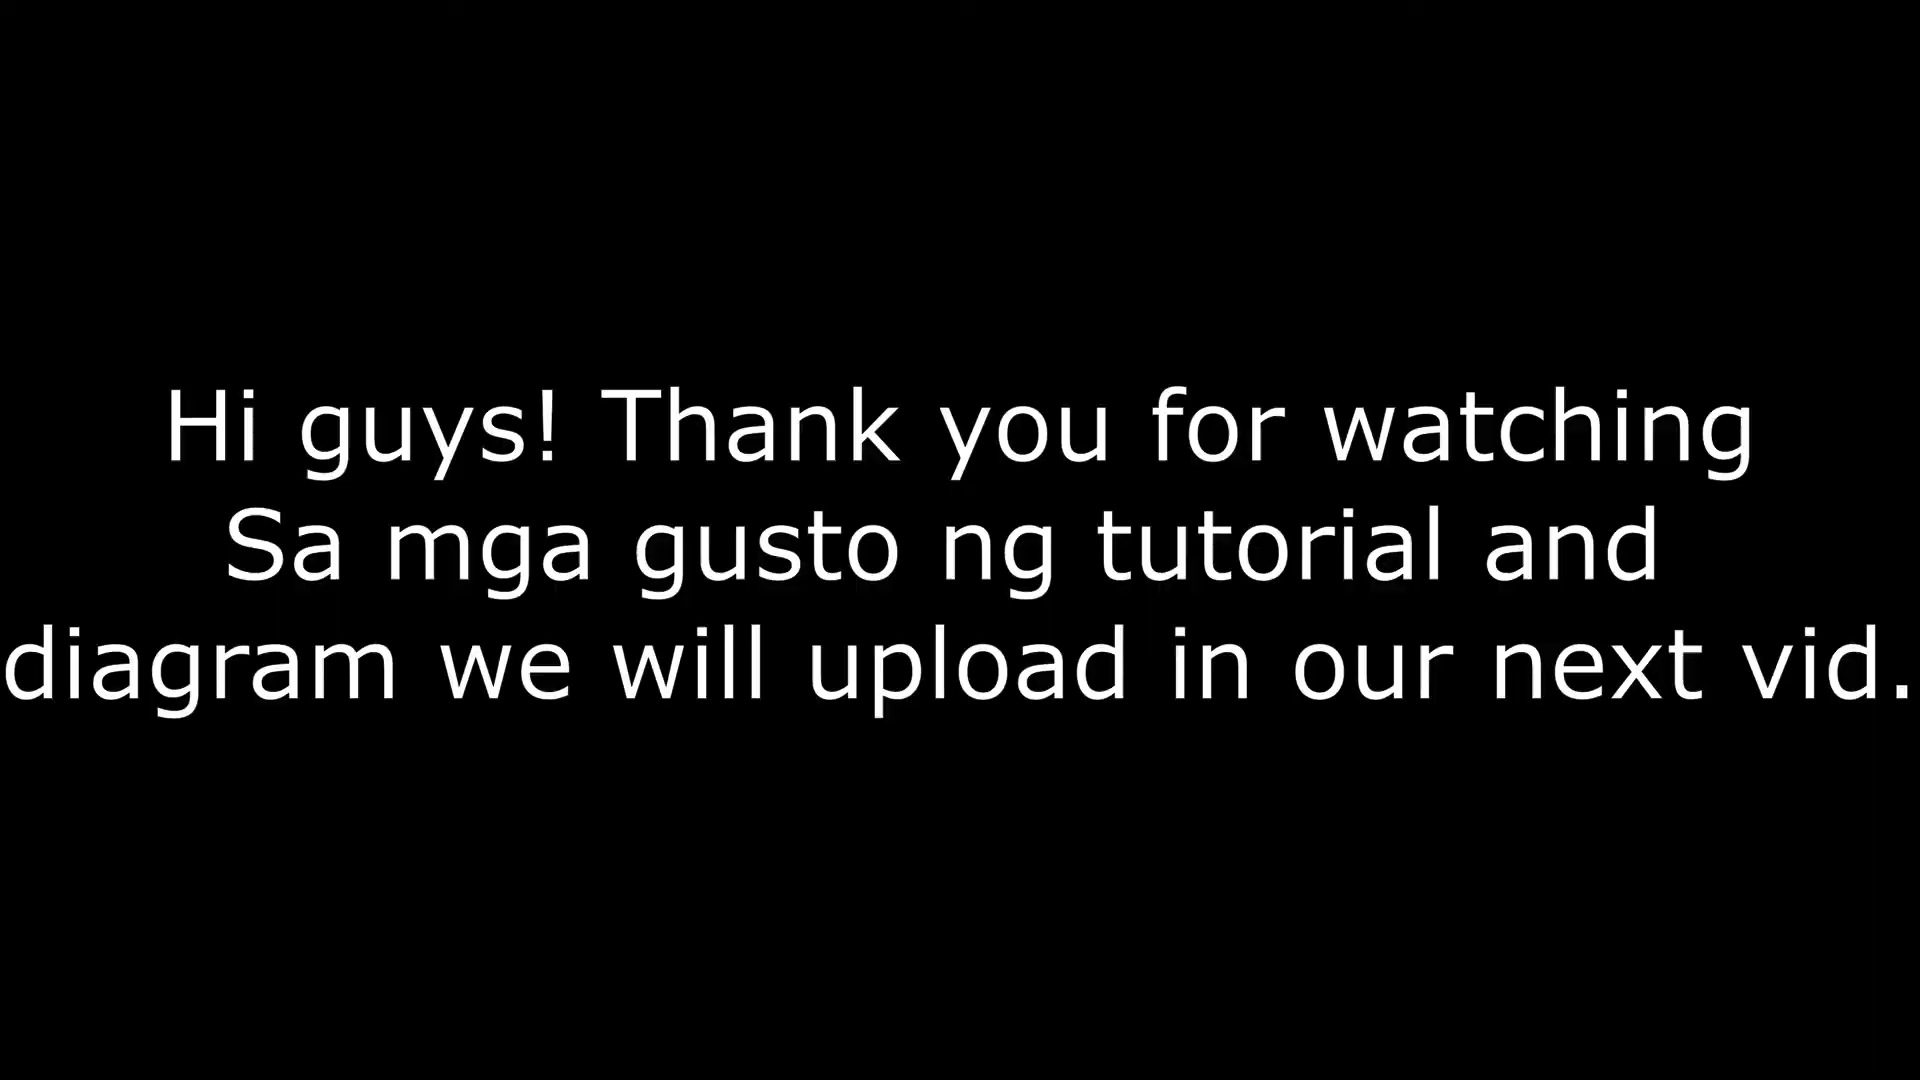 Hi guys! Thank you for watching
Sa mga gusto ng tutorial and
diagram we will upload in our next vid.